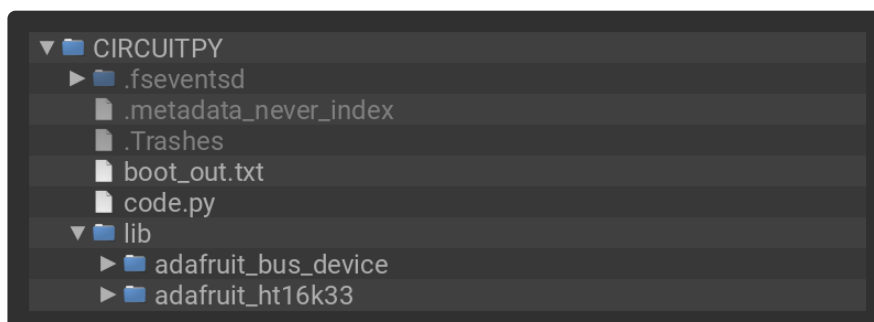 CIRCUITPY
.fseventsd
.metadata_never_index
.Trashes
boot_out.txt
code.py
lib
adafruit_bus_device
adafruit_ht16k33